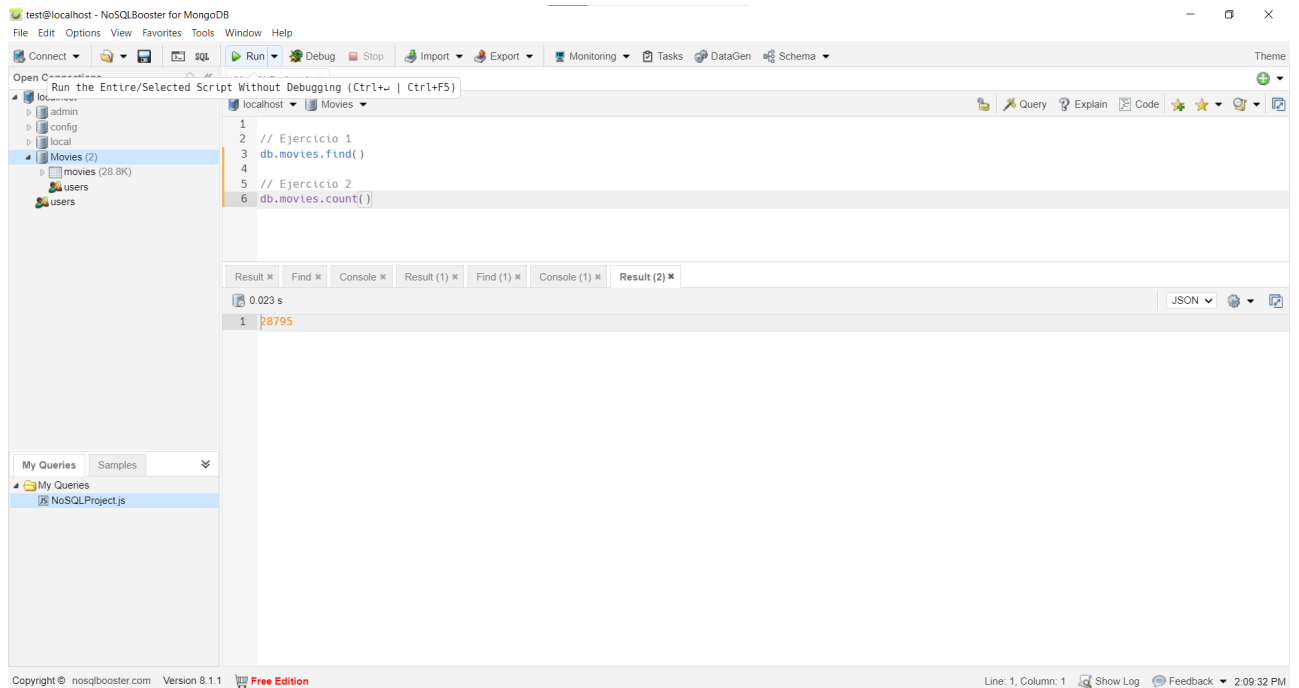 test@localhost - NoSQLBooster for MongoDB
File Edit Options View Favorites Tools Window Help
Connect SQL Run Debug Stop Import Export Monitoring Tasks DataGen Schema Theme
Open Connections
Run the Entire/Selected Script Without Debugging (Ctrl+↵ | Ctrl+F5)
localhost
localhost Movies Query Explain Code
admin
config
local
Movies (2)
movies (28.8K)
users
users
1
2 // Ejercicio 1
3 db.movies.find()
4
5 // Ejercicio 2
6 db.movies.count()
Result Find Console Result (1) Find (1) Console (1) Result (2)
0.023 s JSON
1 28795
My Queries Samples
My Queries
JS NoSQLProject.js
Copyright © nosqlbooster.com Version 8.1.1 Free Edition Line: 1, Column: 1 Show Log Feedback 2:09:32 PM